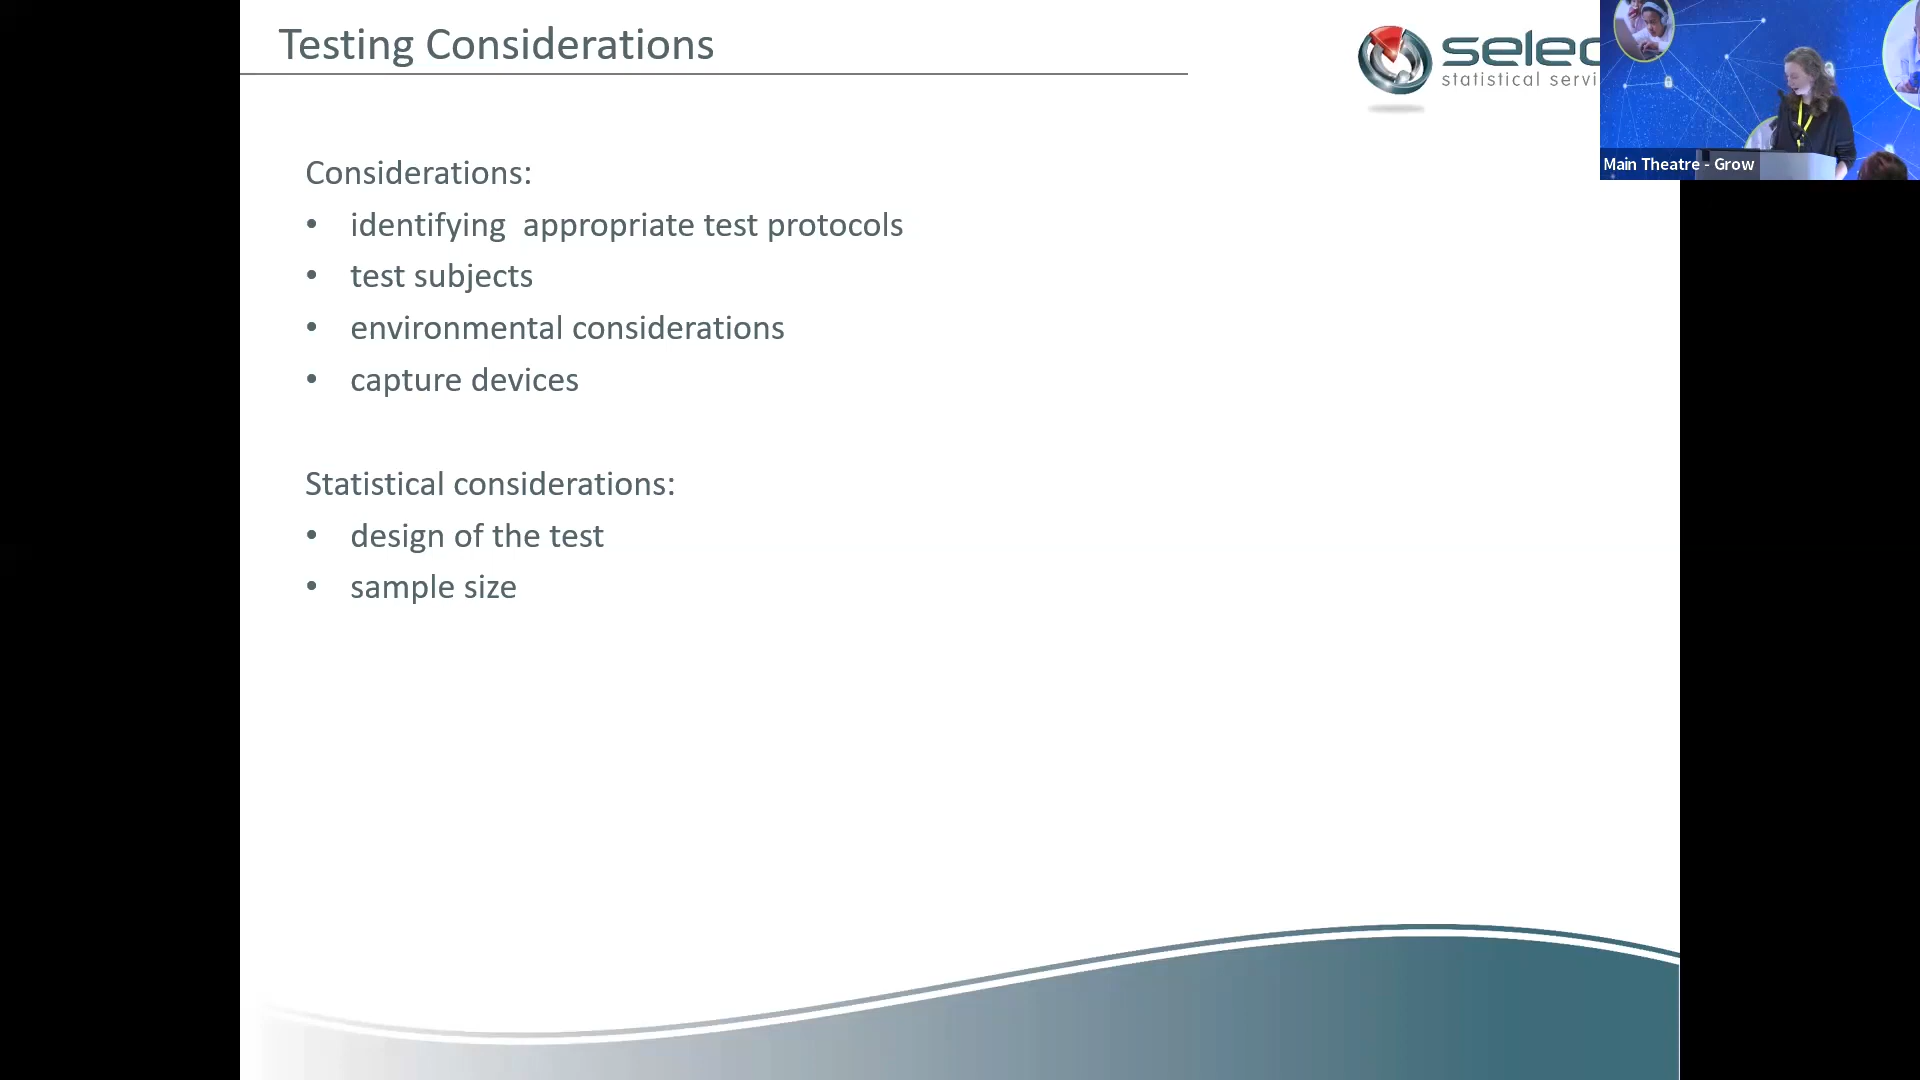 Testing Considerations
selec
statistical servi
Considerations:
• identifying  appropriate test protocols
• test subjects
• environmental considerations
• capture devices
Statistical considerations:
• design of the test
• sample size
Main Theatre - Grow